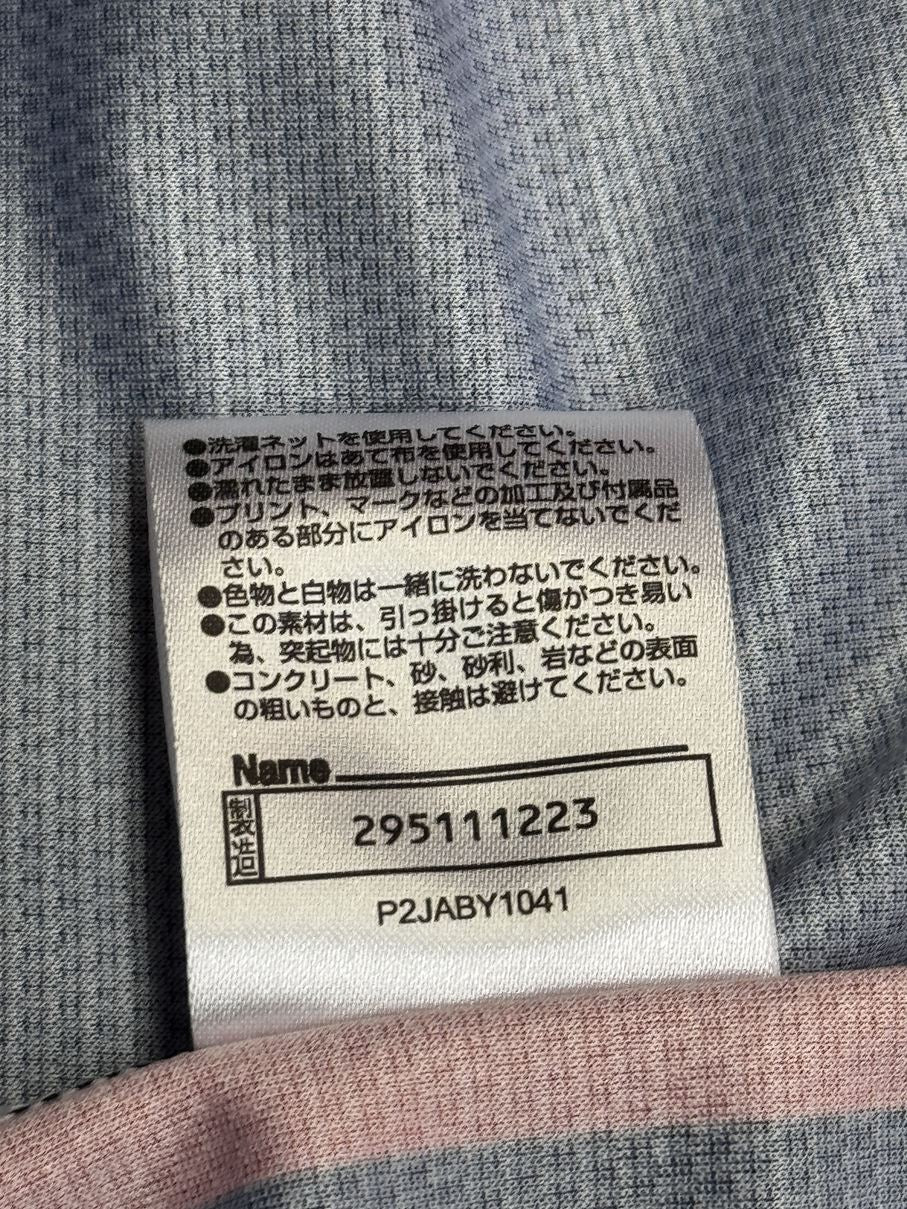 ●洗濯ネットを使用してください。
●アイロンはあて布を使用してください。
●濡れたまま放置しないでください。
●プリント、マークなどの加工及び付属品
のある部分にアイロンを当てないでくだ
さい。
●色物と白物は一緒に洗わないでください。
●この素材は、引っ掛けると傷がつき易い
為、突起物には十分ご注意ください。
●コンクリート、砂、砂利、岩などの表面
の粗いものと、接触は避けてください。
Name
製造
295111223
P2JABY1041